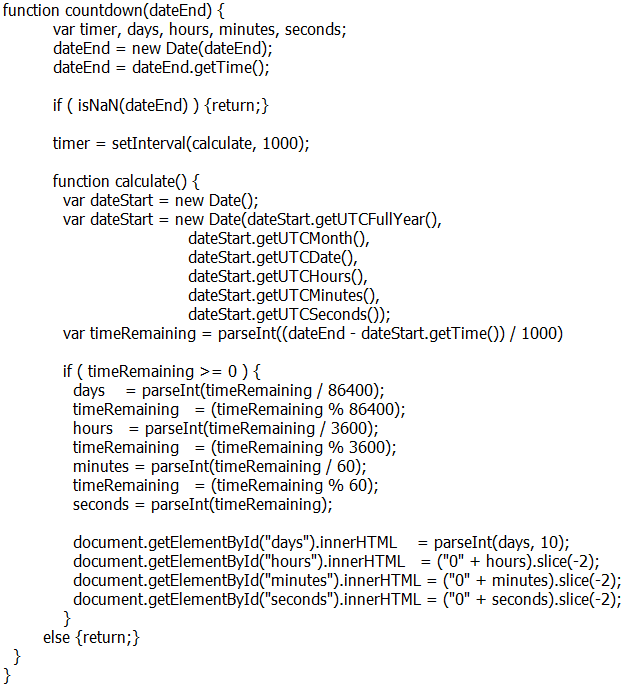 function countdown(dateEnd) {
var timer, days, hours, minutes, seconds;
dateEnd = new Date(dateEnd);
dateEnd = dateEnd.getTime();
if ( isNaN(dateEnd) ) {return;}
timer = setInterval(calculate, 1000);
function calculate() {
var dateStart = new Date();
var dateStart = new Date(dateStart.getUTCFullYear(),
dateStart.getUTCMonth(),
dateStart.getUTCDate(),
dateStart.getUTCHours(),
dateStart.getUTCMinutes(),
dateStart.getUTCSeconds());
var timeRemaining = parseInt((dateEnd - dateStart.getTime()) / 1000)
if ( timeRemaining >= 0 ) {
days = parseInt(timeRemaining / 86400);
timeRemaining = (timeRemaining % 86400);
hours = parseInt(timeRemaining / 3600);
timeRemaining = (timeRemaining % 3600);
minutes = parseInt(timeRemaining / 60);
timeRemaining = (timeRemaining % 60);
seconds = parseInt(timeRemaining);
document.getElementById("days").innerHTML = parseInt(days, 10);
document.getElementById("hours").innerHTML = ("0" + hours).slice(-2);
document.getElementById("minutes").innerHTML = ("0" + minutes).slice(-2);
document.getElementById("seconds").innerHTML = ("0" + seconds).slice(-2);
}
else {return;}
}
}